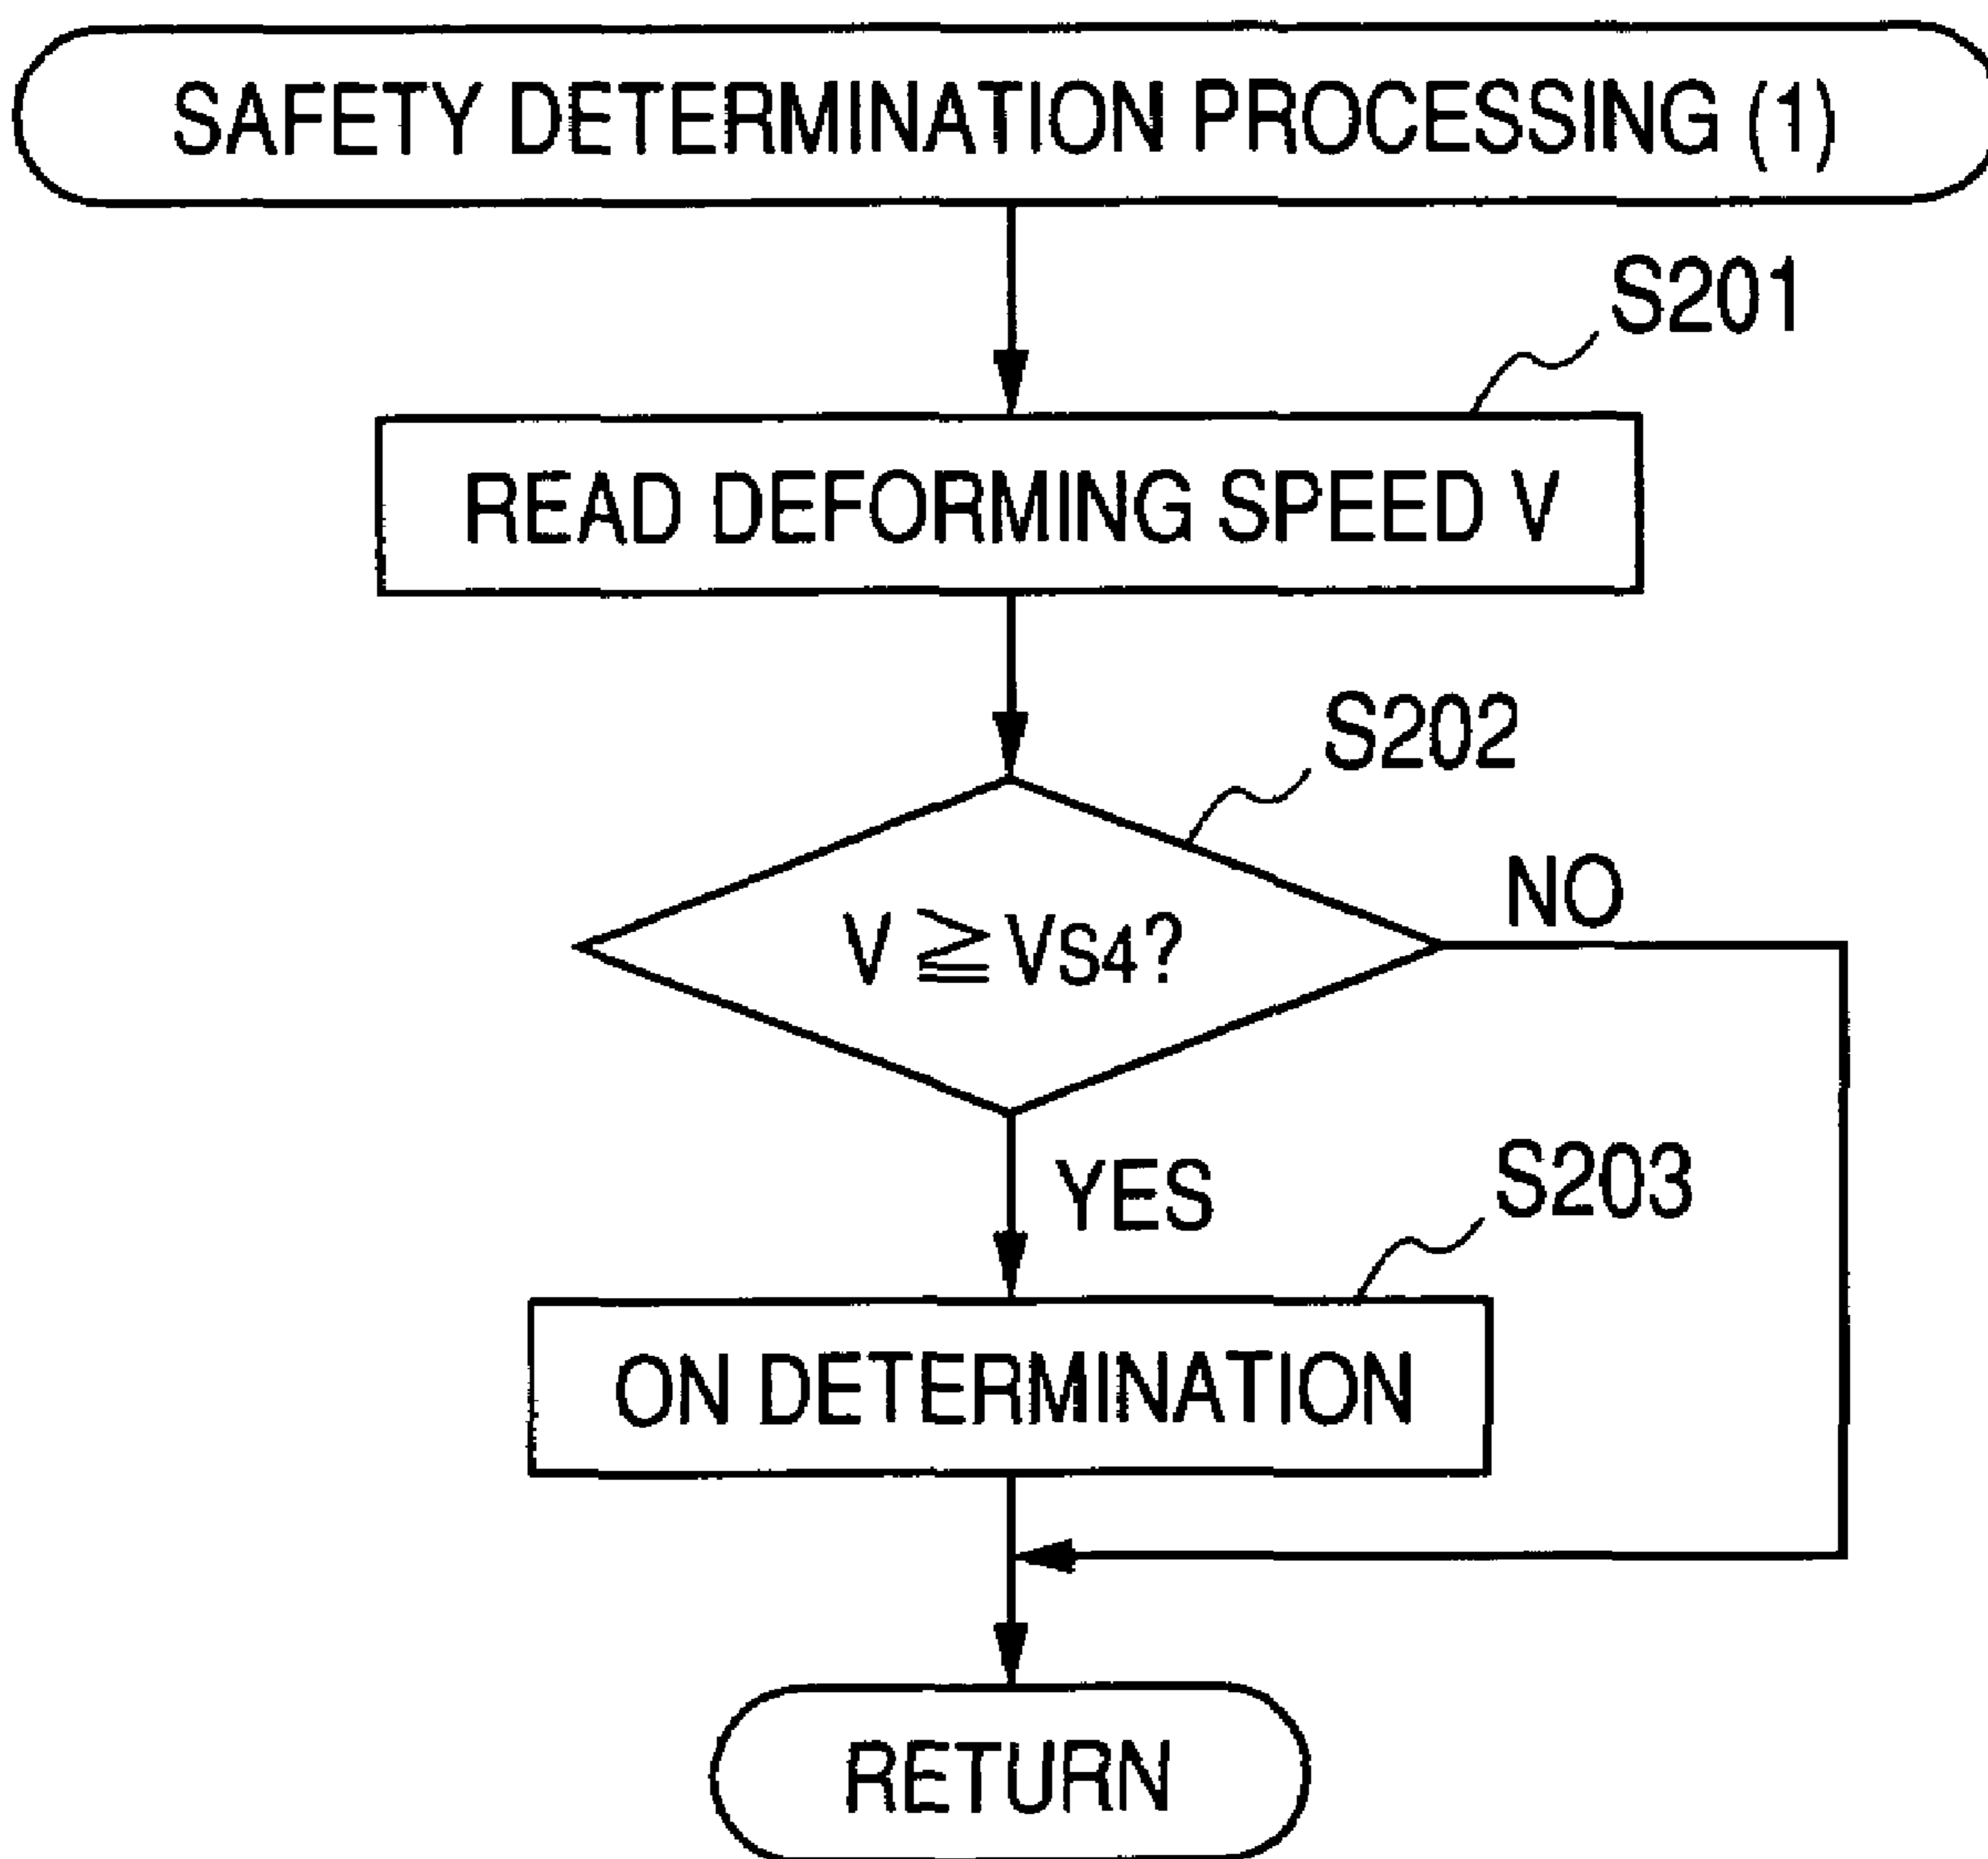 SAFETY DETERMINATION PROCESSING (1)
S201
READ DEFORMING SPEED V
S202
V ≧ VS4?
NO
YES
S203
ON DETERMINATION
RETURN